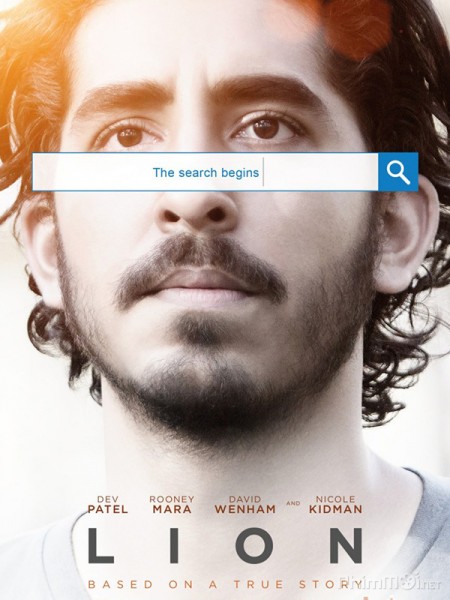 The search begins
DEV PATEL ROONEY MARA DAVID WENHAM AND NICOLE KIDMAN
LION
BASED ON A TRUE STORY